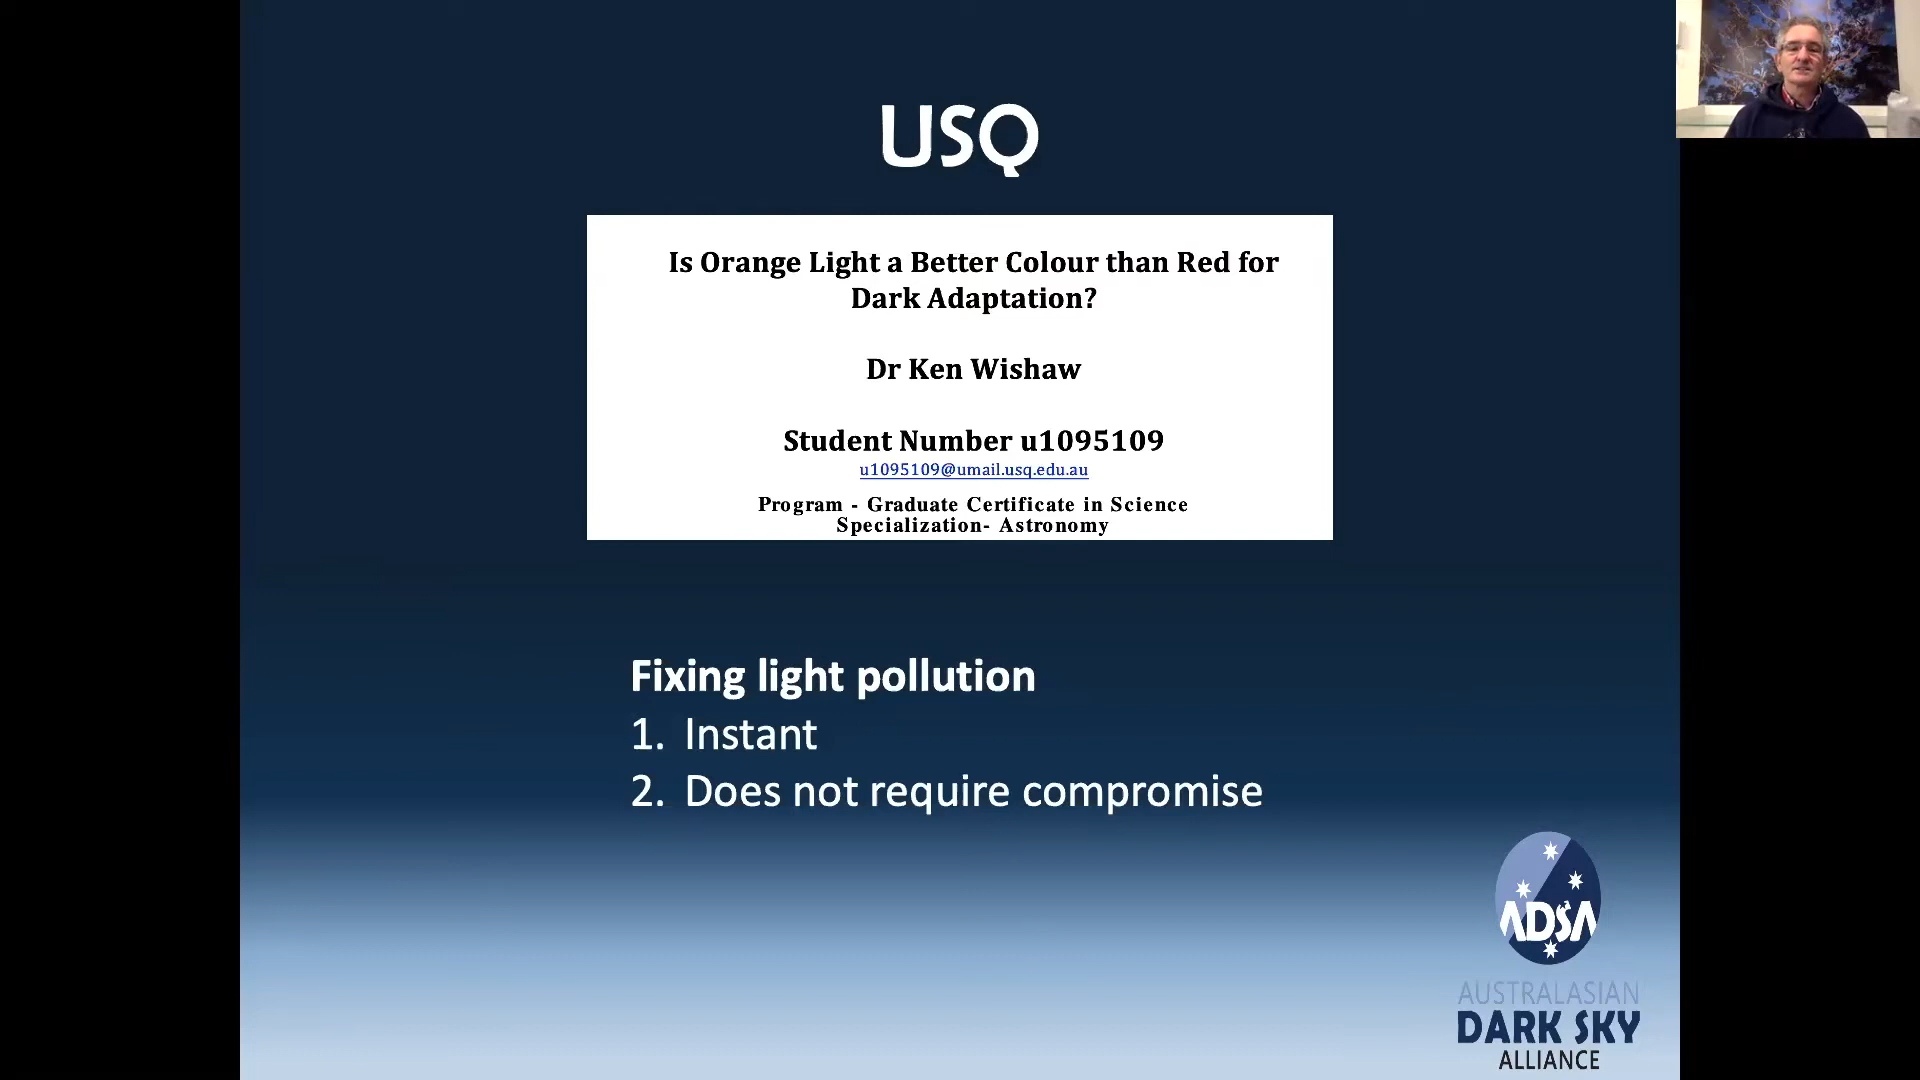 USQ
Is Orange Light a Better Colour than Red for
Dark Adaptation?
Dr Ken Wishaw
Student Number u1095109
u1095109@umail.usq.edu.au
Program - Graduate Certificate in Science
Specialization- Astronomy
Fixing light pollution
1. Instant
2. Does not require compromise
ADSA
AUSTRALASIAN
DARK SKY
ALLIANCE